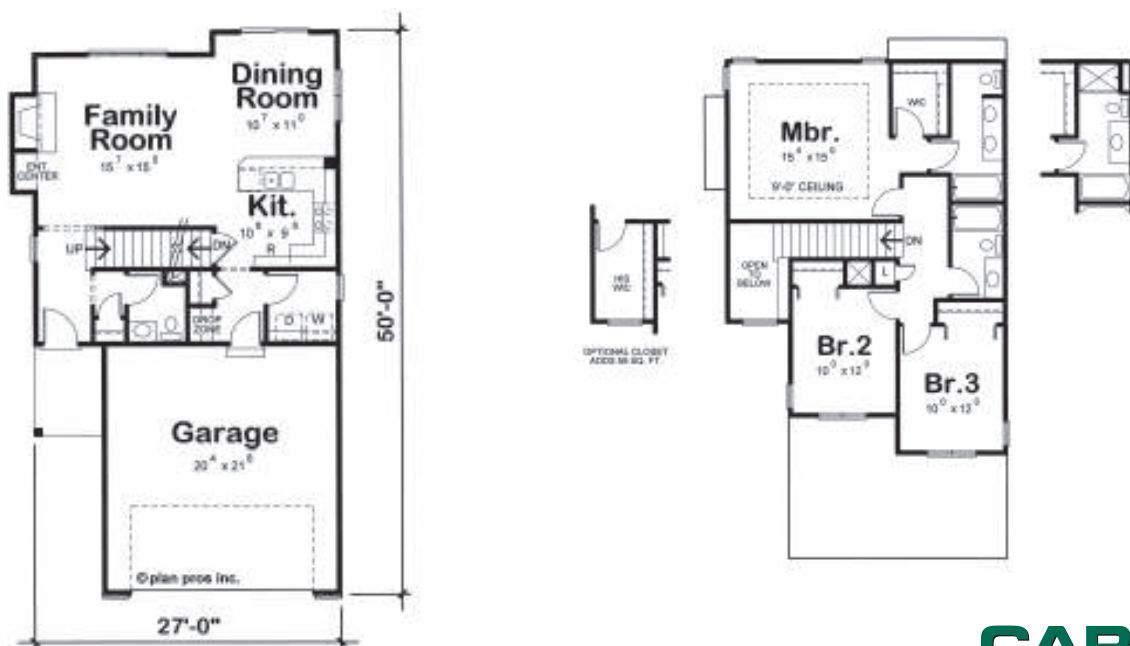 Dining
Room
10⁷ x 11⁰
Family
Room
15⁷ x 15⁸
ENT.
CENTER
Kit.
10⁸ x 9⁸
R
UP
DN
DROP
ZONE
D
W
Garage
20⁴ x 21⁸
©plan pros inc.
27'-0"
50'-0"
WIC
Mbr.
15⁴ x 15⁰
9'-0" CEILING
DN
OPEN
TO
BELOW
L
HIS
WIC
OPTIONAL CLOSET
SQ. FT.
Br.2
10⁰ x 12⁰
Br.3
10⁰ x 12⁰